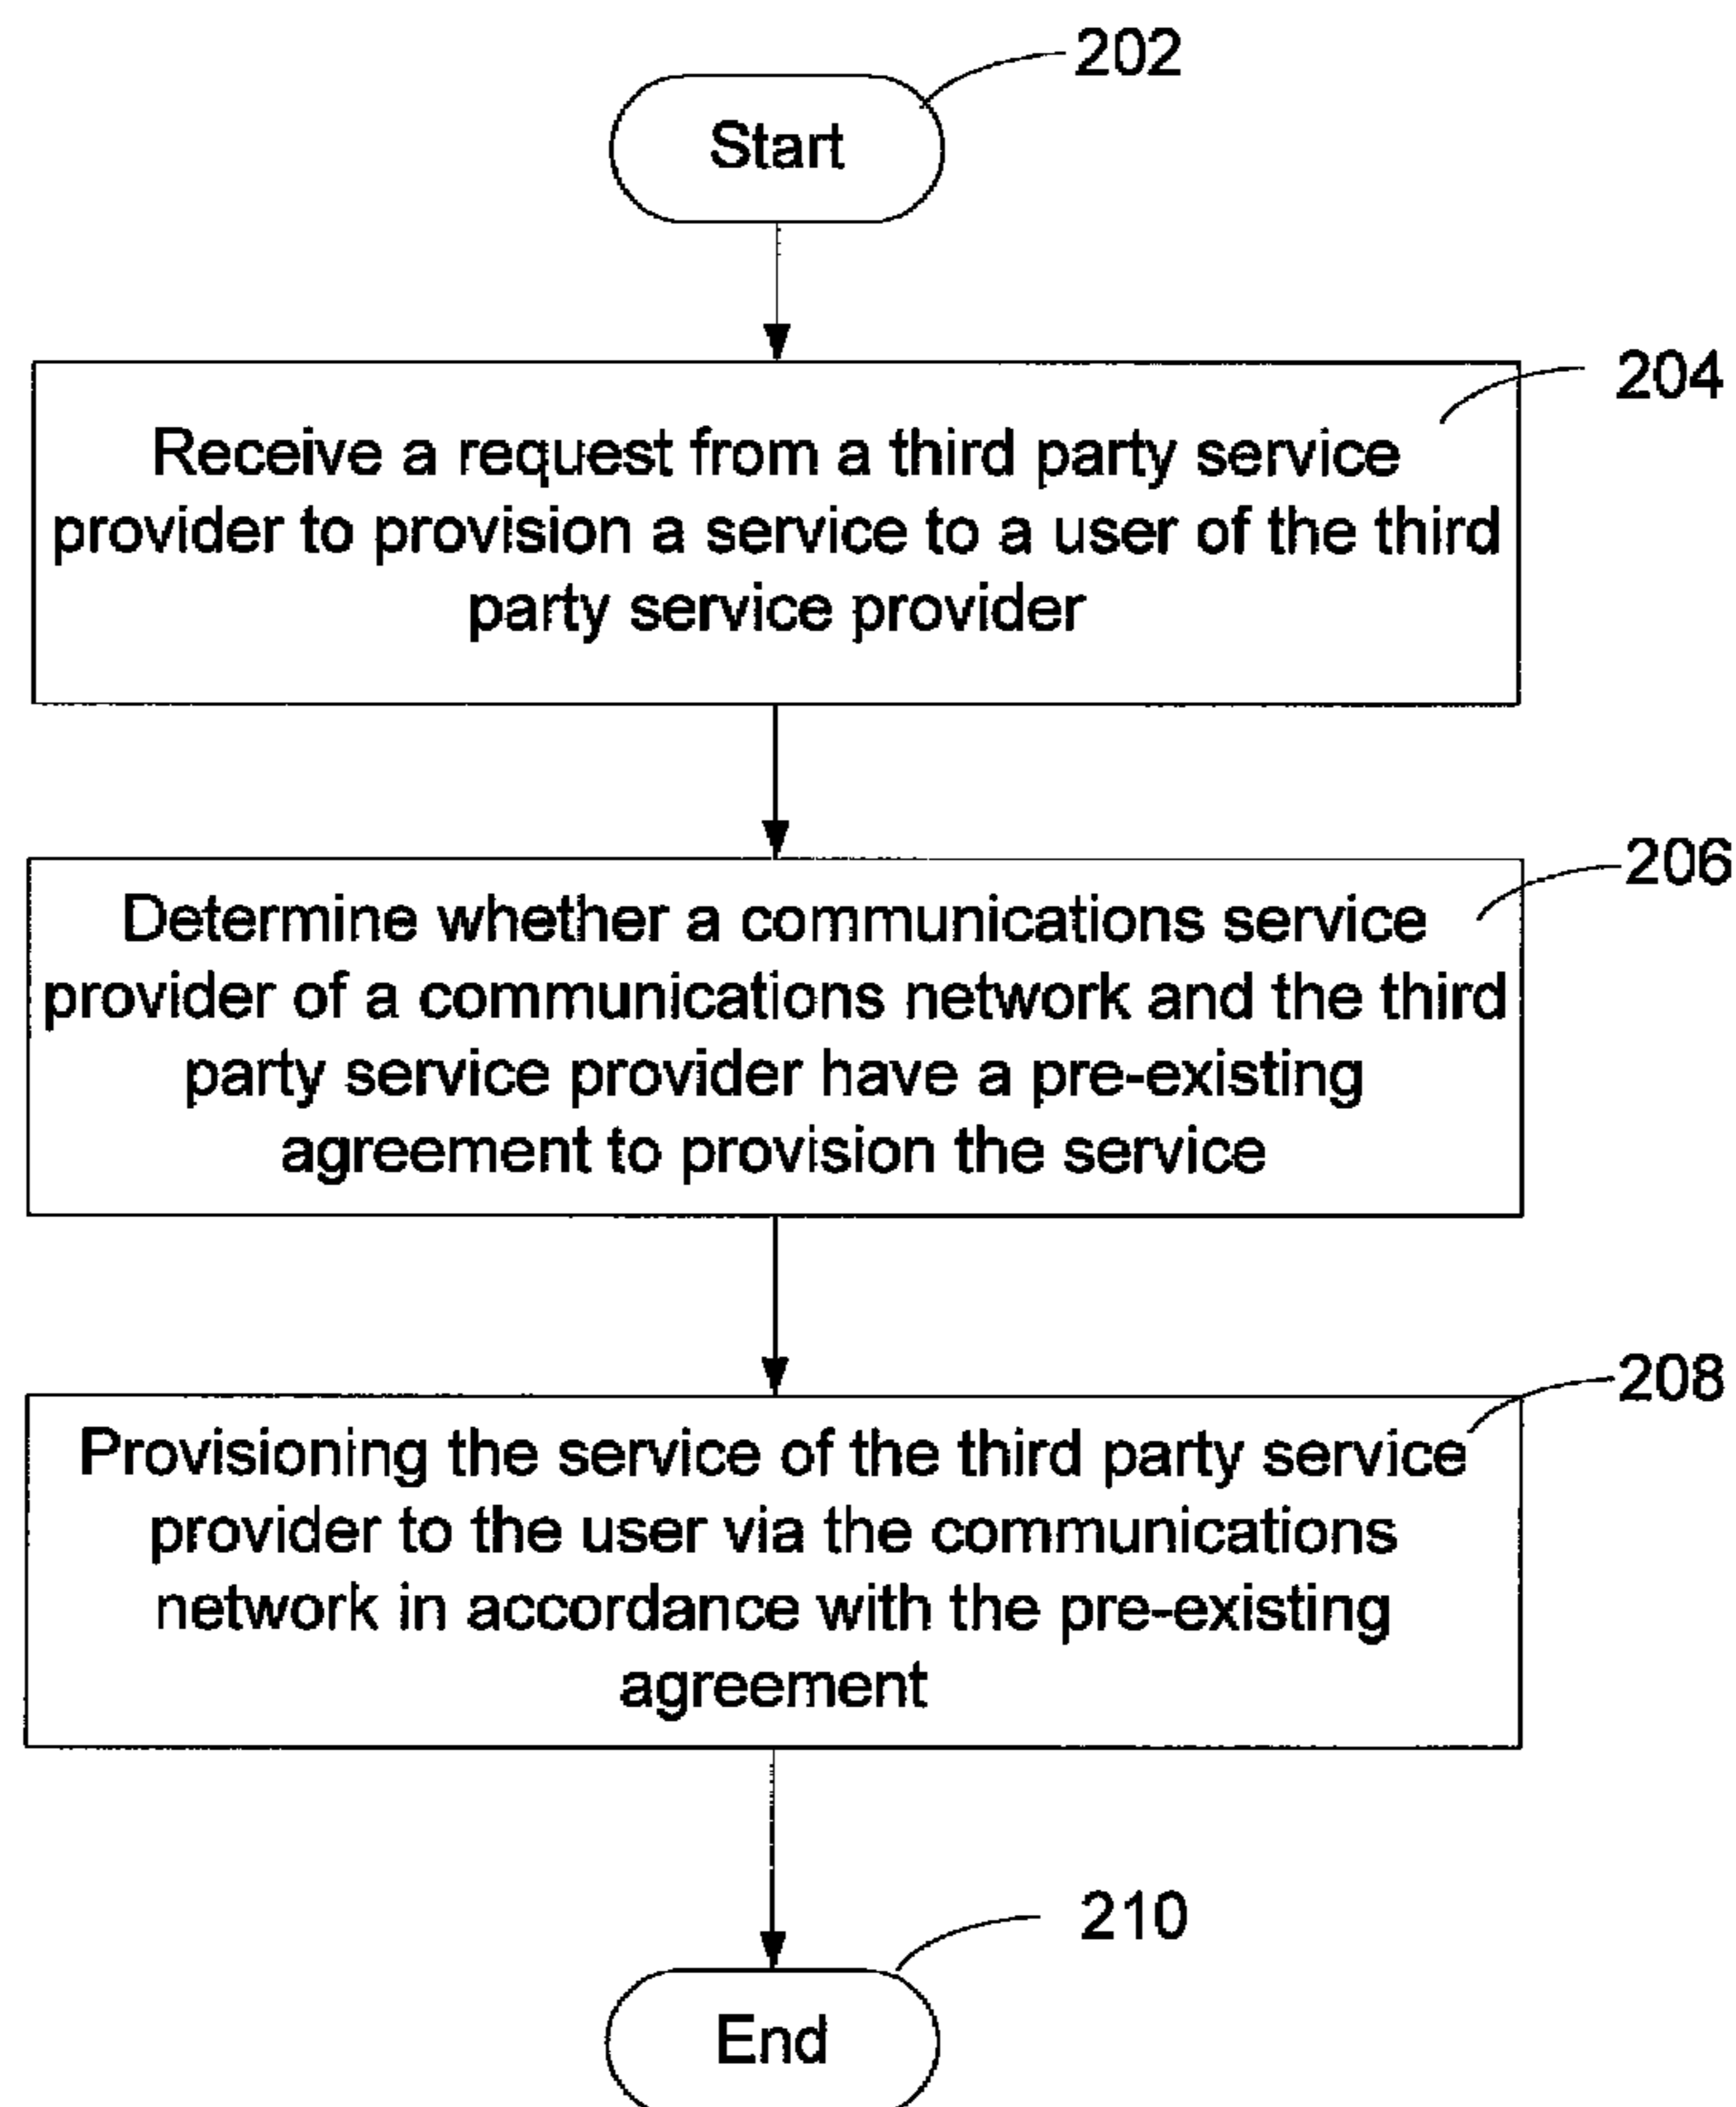 202
Start
204
Receive a request from a third party service
provider to provision a service to a user of the third
party service provider
206
Determine whether a communications service
provider of a communications network and the third
party service provider have a pre-existing
agreement to provision the service
208
Provisioning the service of the third party service
provider to the user via the communications
network in accordance with the pre-existing
agreement
210
End